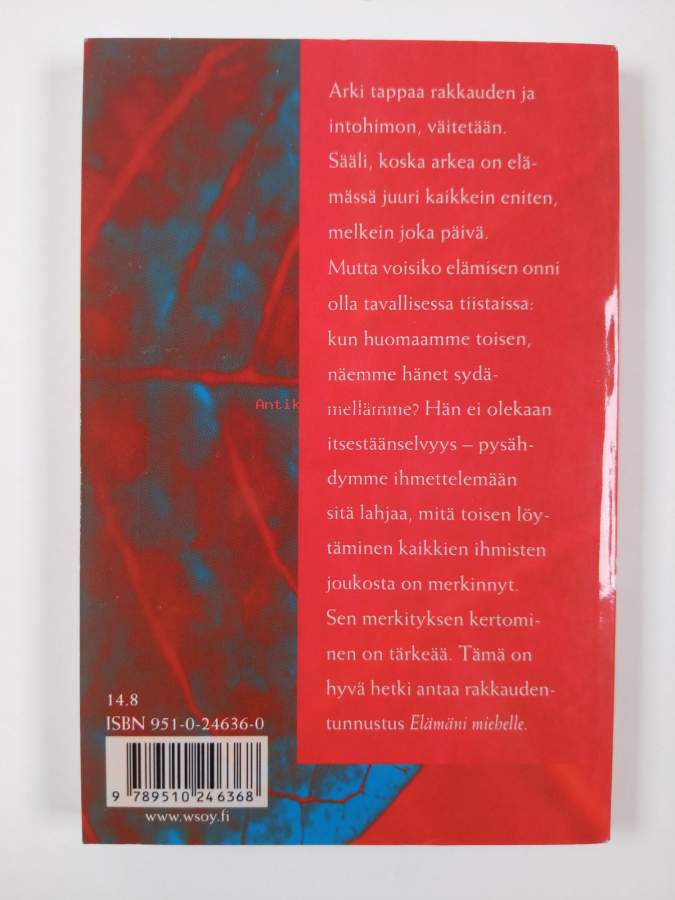 Arki tappaa rakkauden ja
intohimon, väitetään.
Sääli, koska arkea on elä-
mässä juuri kaikkein eniten,
melkein joka päivä.
Mutta voisiko elämisen onni
olla tavallisessa tiistaissa:
kun huomaamme toisen,
näemme hänet sydä-
mellämme? Hän ei olekaan
itsestäänselvyys – pysäh-
dymme ihmettelemään
sitä lahjaa, mitä toisen löy-
täminen kaikkien ihmisten
joukosta on merkinnyt.
Sen merkityksen kertomi-
nen on tärkeää. Tämä on
hyvä hetki antaa rakkauden-
tunnustus Elämäni miehelle.
Antik
14.8
ISBN 951-0-24636-0
9 789510 246368
www.wsoy.fi